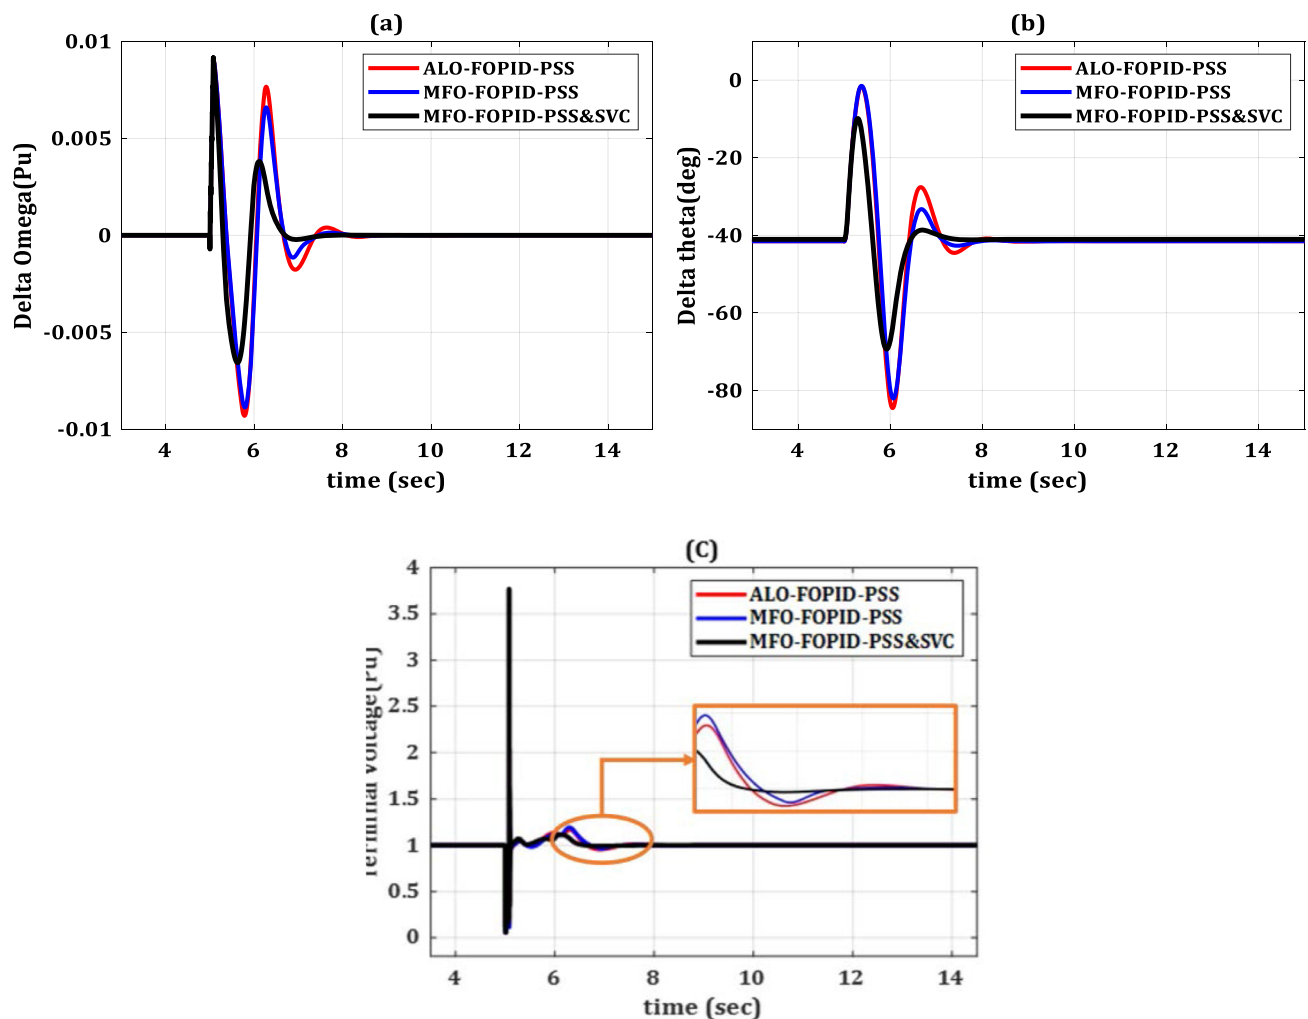 (a)
0.01
0.005
0
-0.005
-0.01
Delta Omega(Pu)
ALO-FOPID-PSS
MFO-FOPID-PSS
MFO-FOPID-PSS&SVC
4 6 8 10 12 14
time (sec)
(b)
0
-20
-40
-60
-80
Delta theta(deg)
ALO-FOPID-PSS
MFO-FOPID-PSS
MFO-FOPID-PSS&SVC
4 6 8 10 12 14
time (sec)
(C)
4
3.5
3
2.5
2
1.5
1
0.5
0
Terminal voltage(Pu)
ALO-FOPID-PSS
MFO-FOPID-PSS
MFO-FOPID-PSS&SVC
4 6 8 10 12 14
time (sec)